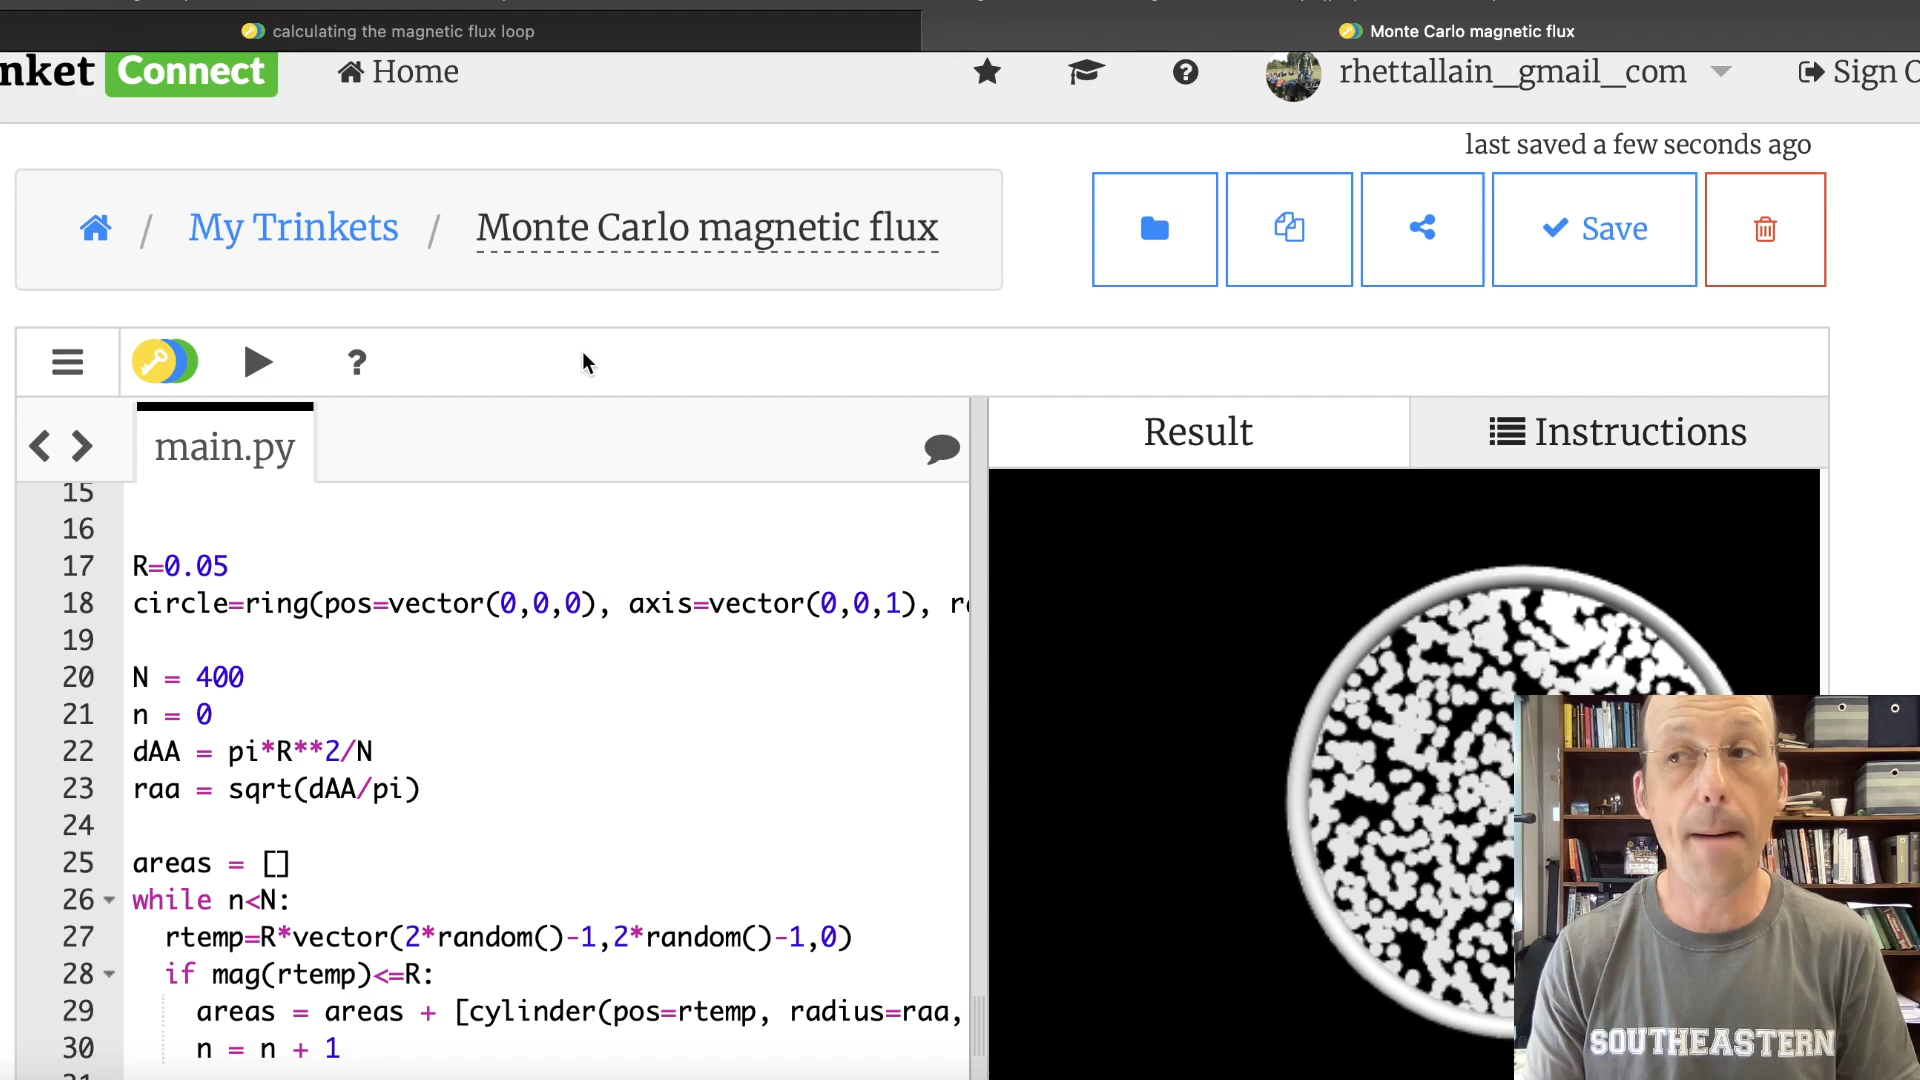 calculating the magnetic flux loop
Monte Carlo magnetic flux
nket Connect
Home
rhettallain_gmail_com
Sign O
last saved a few seconds ago
/ My Trinkets / Monte Carlo magnetic flux
Save
?
main.py
Result
Instructions
15
16
17 R=0.05
18 circle=ring(pos=vector(0,0,0), axis=vector(0,0,1), r
19
20 N = 400
21 n = 0
22 dAA = pi*R**2/N
23 raa = sqrt(dAA/pi)
24
25 areas = []
26 while n<N:
27 rtemp=R*vector(2*random()-1,2*random()-1,0)
28 if mag(rtemp)<=R:
29 areas = areas + [cylinder(pos=rtemp, radius=raa,
30 n = n + 1
SOUTHEASTERN